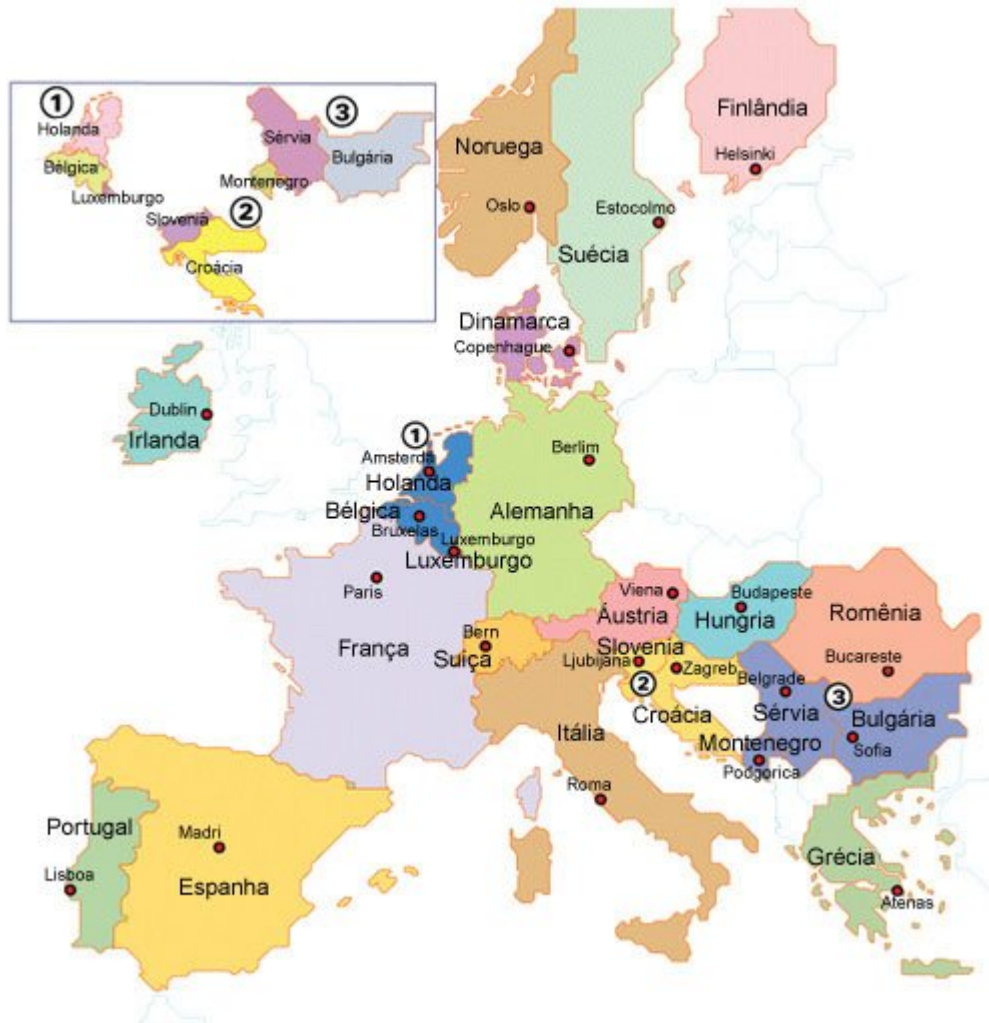 ①
Holanda
Bélgica
Luxemburgo
③
Sérvia
Bulgária
Montenegro
②
Slovenia
Croácia
Finlândia
Helsinki
Noruega
Oslo
Estocolmo
Suécia
Dinamarca
Copenhague
Dublin
Irlanda
①
Amsterda
Holanda
Berlim
Bélgica
Bruxelas
Alemanha
Luxemburgo
Luxemburgo
Paris
França
Viena
Áustria
Budapeste
Hungria
Romênia
Bucareste
Bern
Suiça
Slovenia
Ljubijana
Zagreb
②
Croácia
Belgrade
Sérvia
③
Bulgária
Sofia
Montenegro
Podgorica
Itália
Roma
Portugal
Lisboa
Madri
Espanha
Grécia
Atenas